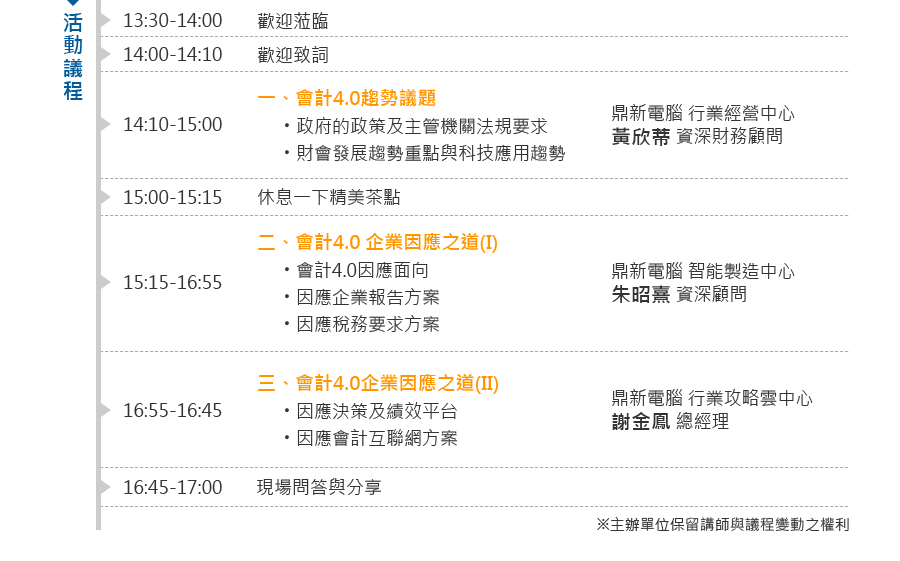 活動議程
13:30-14:00 歡迎蒞臨
14:00-14:10 歡迎致詞
14:10-15:00
一、會計4.0趨勢議題
・政府的政策及主管機關法規要求
・財會發展趨勢重點與科技應用趨勢
鼎新電腦 行業經營中心
黃欣蒂 資深財務顧問
15:00-15:15 休息一下精美茶點
15:15-16:55
二、會計4.0 企業因應之道(I)
・會計4.0因應面向
・因應企業報告方案
・因應稅務要求方案
鼎新電腦 智能製造中心
朱昭熹 資深顧問
16:55-16:45
三、會計4.0企業因應之道(II)
・因應決策及績效平台
・因應會計互聯網方案
鼎新電腦 行業攻略雲中心
謝金鳳 總經理
16:45-17:00 現場問答與分享
※主辦單位保留講師與議程變動之權利